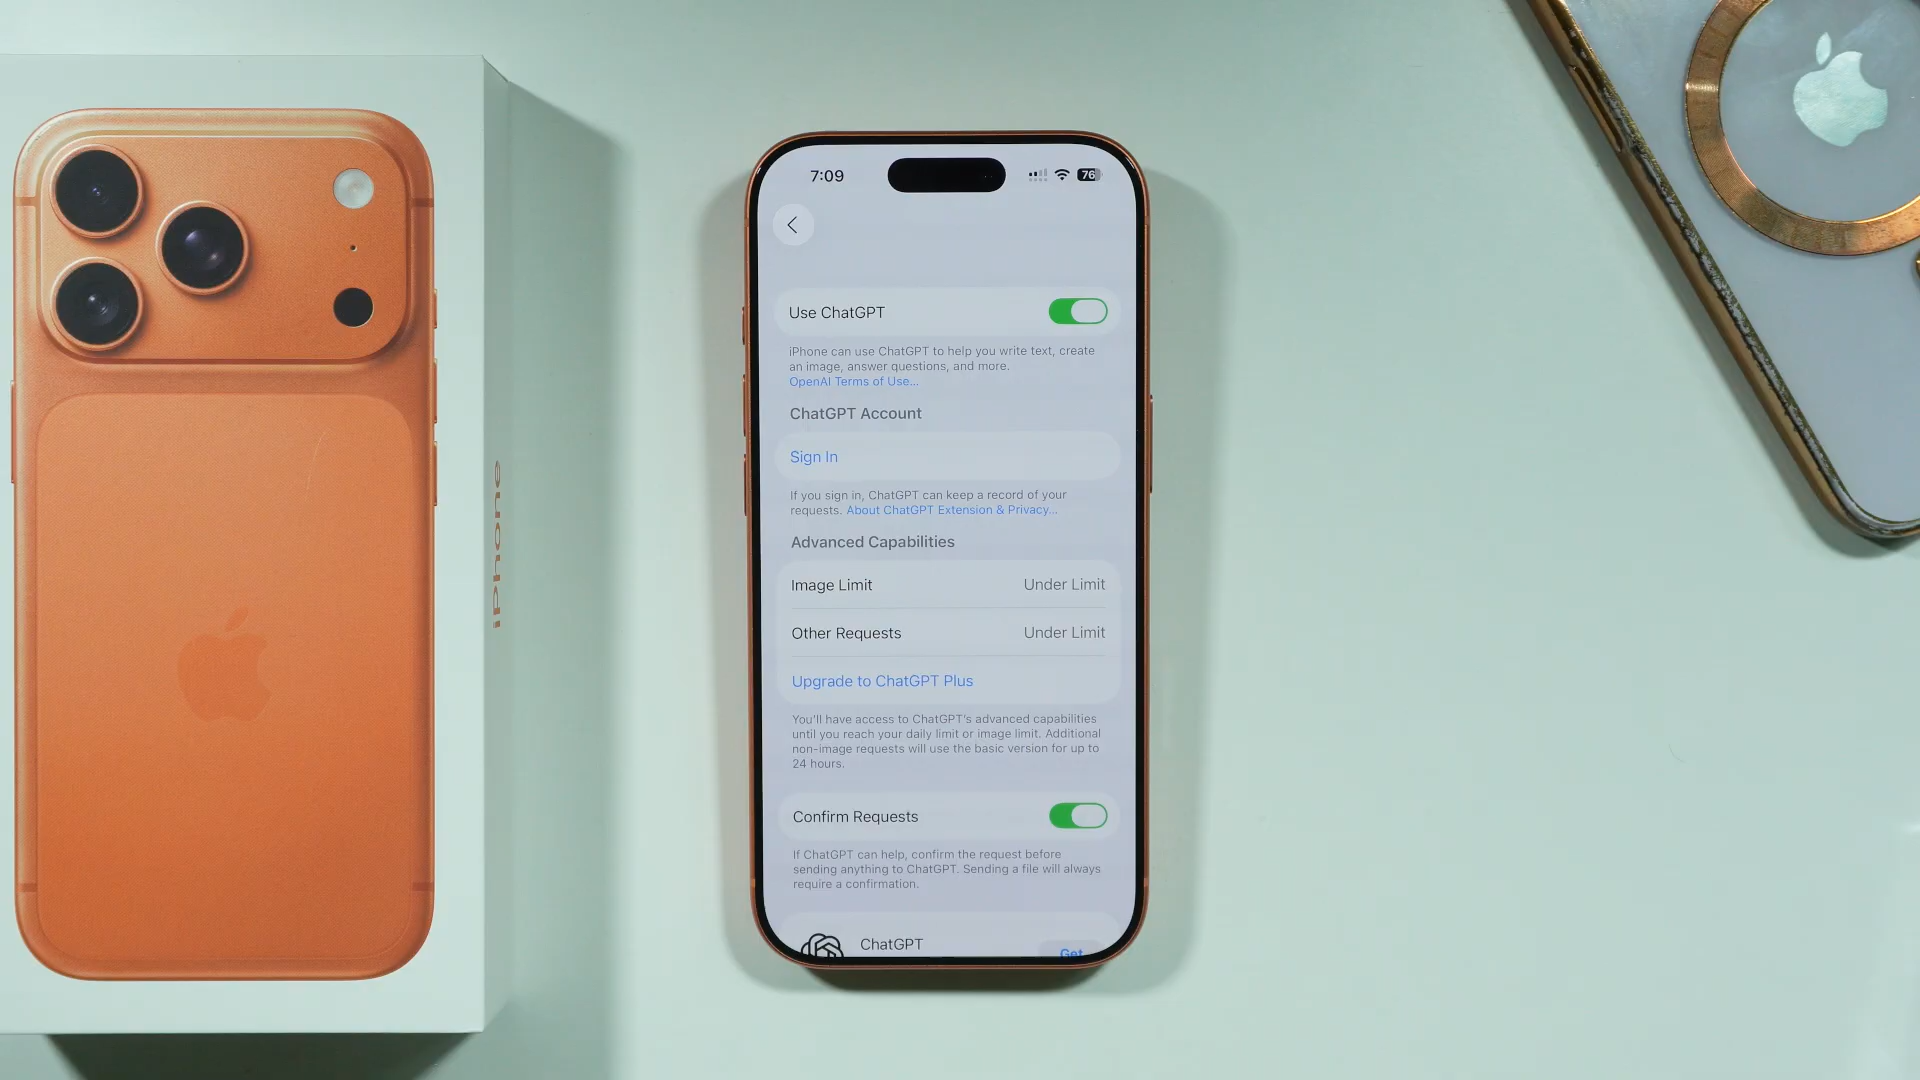 iPhone
7:09
76
Use ChatGPT
iPhone can use ChatGPT to help you write text, create
an image, answer questions, and more.
OpenAI Terms of Use...
ChatGPT Account
Sign In
If you sign in, ChatGPT can keep a record of your
requests. About ChatGPT Extension & Privacy...
Advanced Capabilities
Image Limit Under Limit
Other Requests Under Limit
Upgrade to ChatGPT Plus
You'll have access to ChatGPT's advanced capabilities
until you reach your daily limit or image limit. Additional
non-image requests will use the basic version for up to
24 hours.
Confirm Requests
If ChatGPT can help, confirm the request before
sending anything to ChatGPT. Sending a file will always
require a confirmation.
ChatGPT
Get